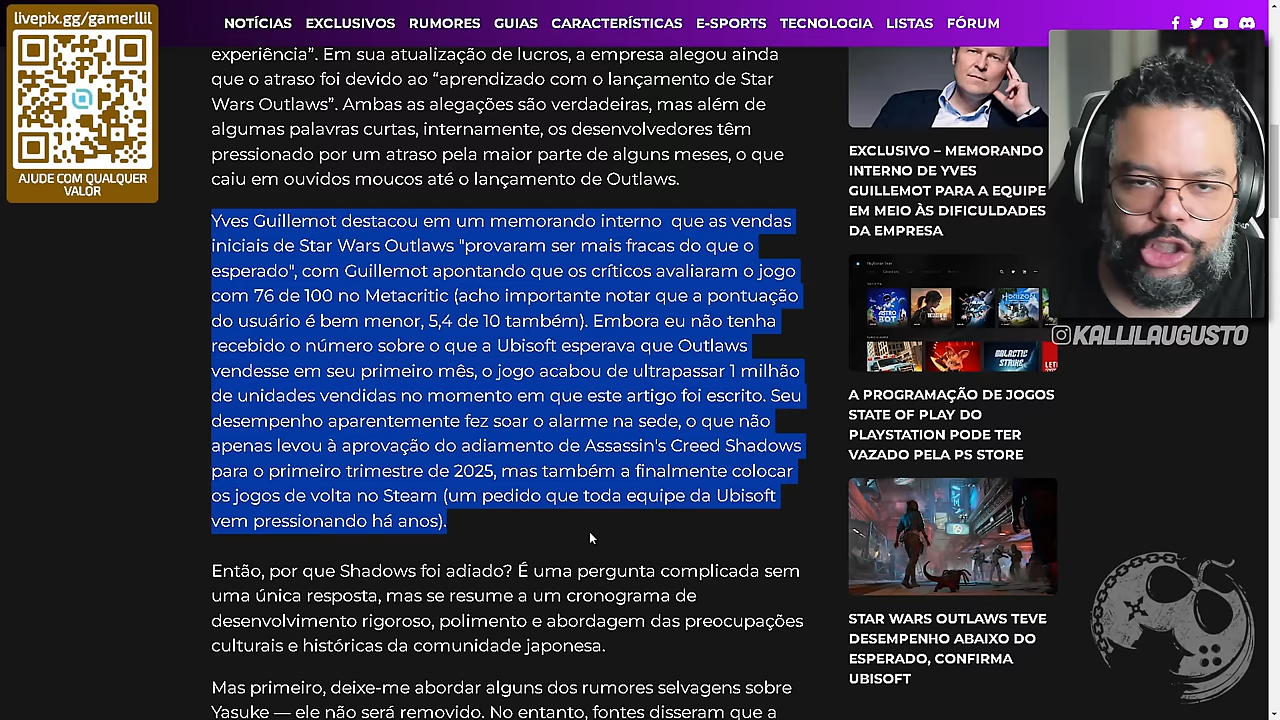 livepix.gg/gamerllll
AJUDE COM QUALQUER
VALOR
NOTÍCIAS EXCLUSIVOS RUMORES GUIAS CARACTERÍSTICAS E-SPORTS TECNOLOGIA LISTAS FÓRUM
experiência”. Em sua atualização de lucros, a empresa alegou ainda
que o atraso foi devido ao “aprendizado com o lançamento de Star
Wars Outlaws”. Ambas as alegações são verdadeiras, mas além de
algumas palavras curtas, internamente, os desenvolvedores têm
pressionado por um atraso pela maior parte de alguns meses, o que
caiu em ouvidos moucos até o lançamento de Outlaws.
Yves Guillemot destacou em um memorando interno que as vendas
iniciais de Star Wars Outlaws "provaram ser mais fracas do que o
esperado", com Guillemot apontando que os críticos avaliaram o jogo
com 76 de 100 no Metacritic (acho importante notar que a pontuação
do usuário é bem menor, 5,4 de 10 também). Embora eu não tenha
recebido o número sobre o que a Ubisoft esperava que Outlaws
vendesse em seu primeiro mês, o jogo acabou de ultrapassar 1 milhão
de unidades vendidas no momento em que este artigo foi escrito. Seu
desempenho aparentemente fez soar o alarme na sede, o que não
apenas levou à aprovação do adiamento de Assassin's Creed Shadows
para o primeiro trimestre de 2025, mas também a finalmente colocar
os jogos de volta no Steam (um pedido que toda equipe da Ubisoft
vem pressionando há anos).
Então, por que Shadows foi adiado? É uma pergunta complicada sem
uma única resposta, mas se resume a um cronograma de
desenvolvimento rigoroso, polimento e abordagem das preocupações
culturais e históricas da comunidade japonesa.
Mas primeiro, deixe-me abordar alguns dos rumores selvagens sobre
Yasuke — ele não será removido. No entanto, fontes disseram que a
EXCLUSIVO – MEMORANDO
INTERNO DE YVES
GUILLEMOT PARA A EQUIPE
EM MEIO ÀS DIFICULDADES
DA EMPRESA
KALLILAUGUSTO
ASTRO
BOT
HORIZON
GALACTIC
STRIKE
A PROGRAMAÇÃO DE JOGOS
STATE OF PLAY DO
PLAYSTATION PODE TER
VAZADO PELA PS STORE
STAR WARS OUTLAWS TEVE
DESEMPENHO ABAIXO DO
ESPERADO, CONFIRMA
UBISOFT